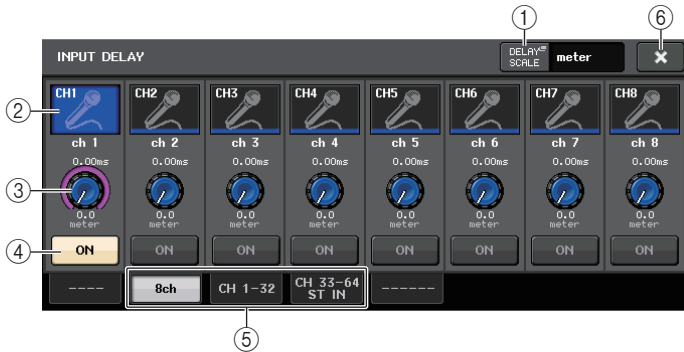 ① ⑥
INPUT DELAY DELAY SCALE meter ×
② CH1 CH2 CH3 CH4 CH5 CH6 CH7 CH8
ch 1 ch 2 ch 3 ch 4 ch 5 ch 6 ch 7 ch 8
0.00ms 0.00ms 0.00ms 0.00ms 0.00ms 0.00ms 0.00ms 0.00ms
③
0.0 0.0 0.0 0.0 0.0 0.0 0.0 0.0
meter meter meter meter meter meter meter meter
④ ON ON ON ON ON ON ON ON
---- 8ch CH 1-32 CH 33-64 ------
ST IN
⑤